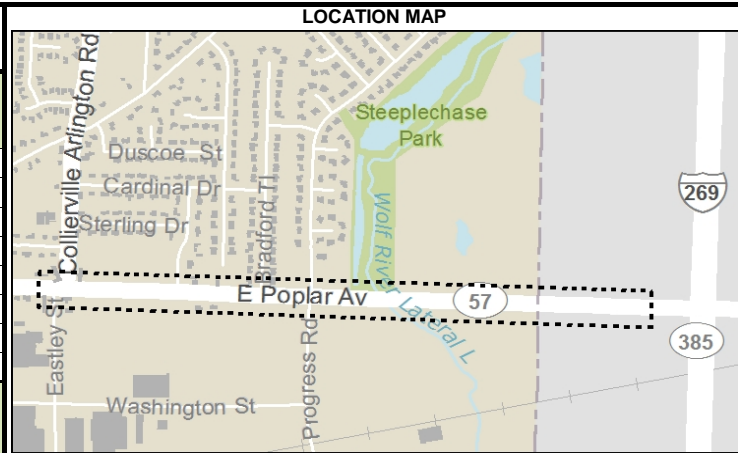 LOCATION MAP
Collierville Arlington Rd
Steeplechase
Park
Duscoe St
Cardinal Dr
Sterling Dr
Bradford Tl
Wolf River Lateral L
269
E Poplar Av
57
385
Eastley St
Progress Rd
Washington St